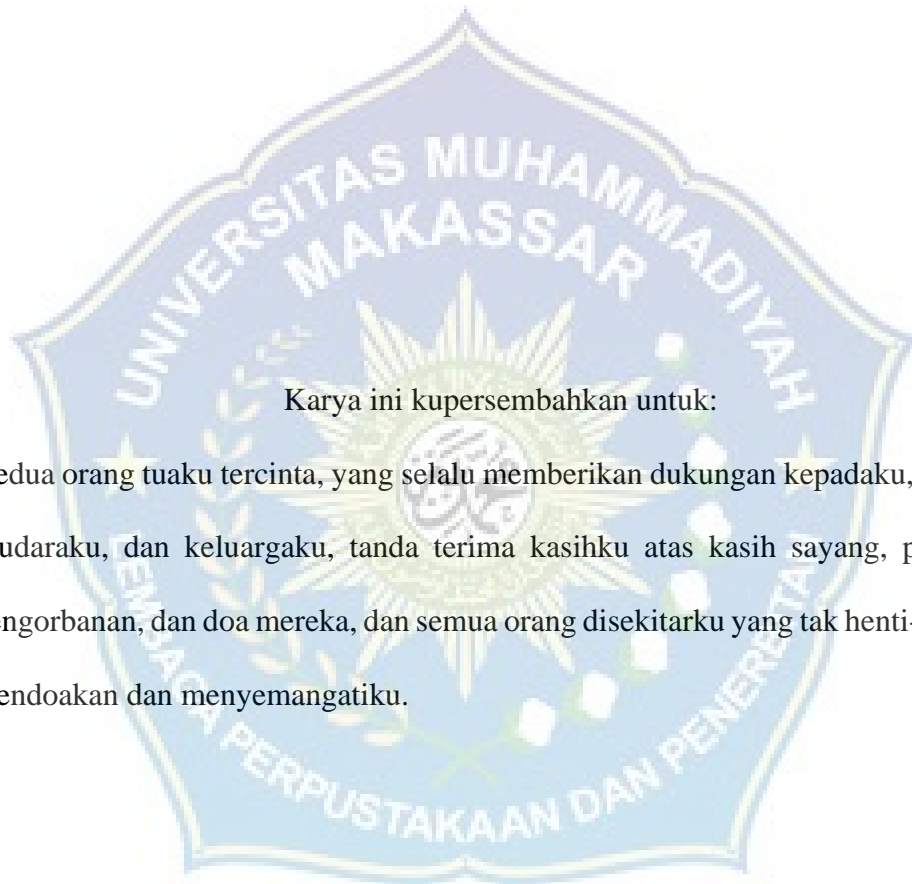 UNIVERSITAS MUHAMMADIYAH
MAKASSAR
Karya ini kupersembahkan untuk:
edua orang tuaku tercinta, yang selalu memberikan dukungan kepadaku,
udaraku, dan keluargaku, tanda terima kasihku atas kasih sayang, p
engorbanan, dan doa mereka, dan semua orang disekitarku yang tak henti-
endoakan dan menyemangatiku.
LEMBAGA PERPUSTAKAAN DAN PENERBITAN